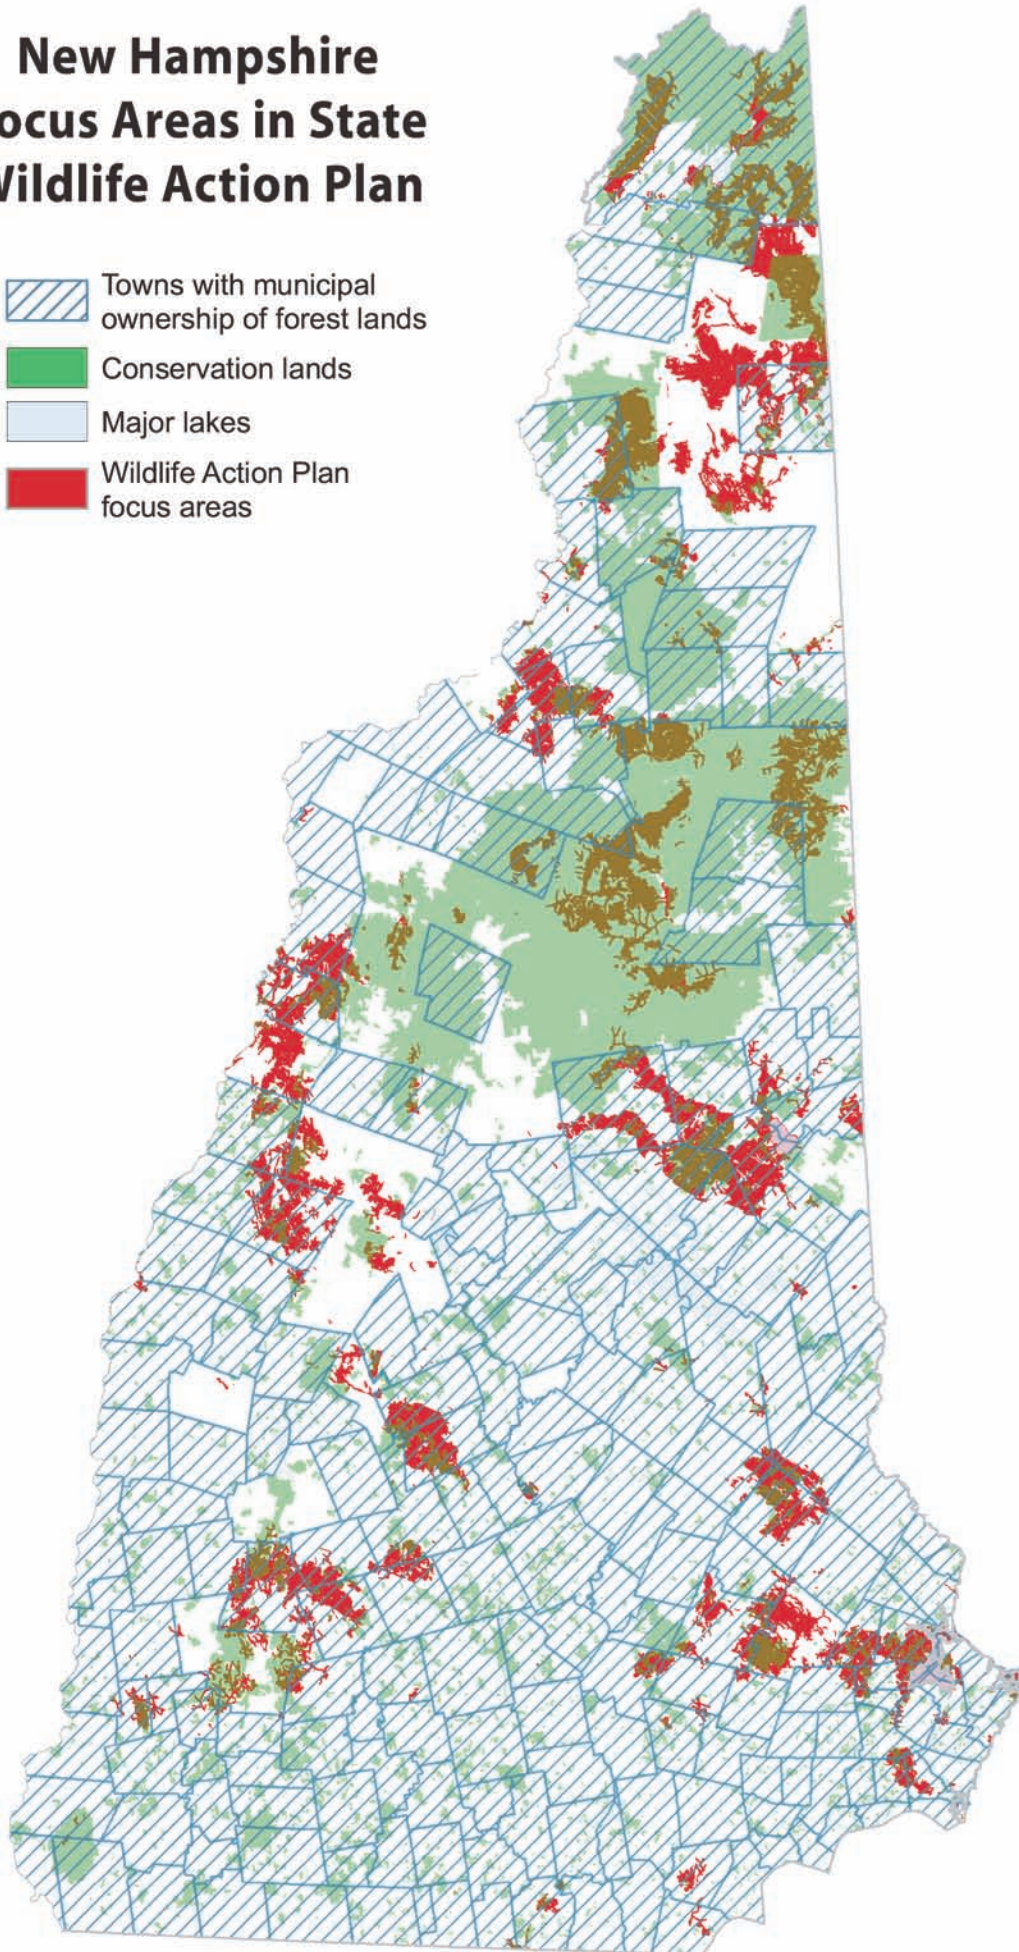 New Hampshire
ocus Areas in State
Wildlife Action Plan
Towns with municipal
ownership of forest lands
Conservation lands
Major lakes
Wildlife Action Plan
focus areas